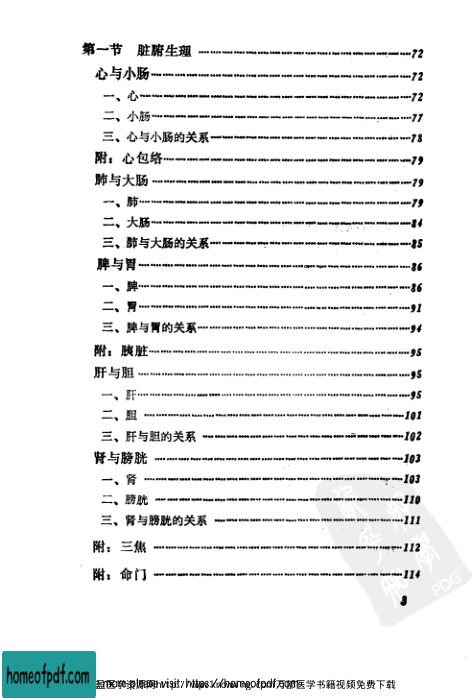 第一节 脏腑生理 72
心与小肠 72
一、心 72
二、小肠 77
三、心与小肠的关系 78
附：心包络 79
肺与大肠 79
一、肺 79
二、大肠 84
三、肺与大肠的关系 85
脾与胃 86
一、脾 86
二、胃 91
三、脾与胃的关系 94
附：胰脏 95
肝与胆 95
一、肝 95
二、胆 101
三、肝与胆的关系 102
肾与膀胱 103
一、肾 103
二、膀胱 110
三、肾与膀胱的关系 111
附：三焦 112
附：命门 114
PDG
3
homeofpdf.com
医学书籍视频免费下载